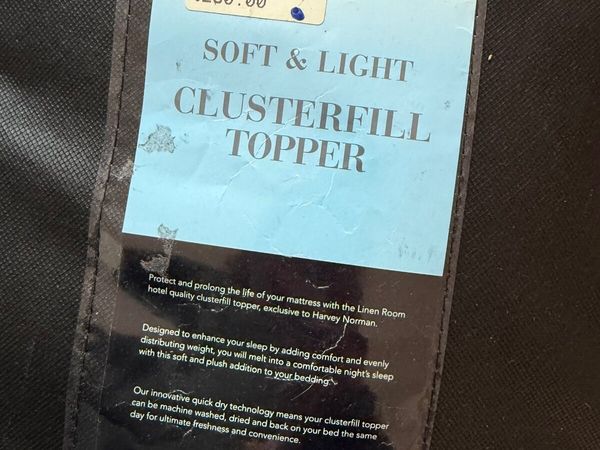 SOFT & LIGHT
CLUSTERFILL
TOPPER
Protect and prolong the life of your mattress with the Linen Room
hotel quality clusterfill topper, exclusive to Harvey Norman.
Designed to enhance your sleep by adding comfort and evenly
distributing weight, you will melt into a comfortable night's sleep
with this soft and plush addition to your bedding.
Our innovative quick dry technology means your clusterfill topper
can be machine washed, dried and back on your bed the same
day for ultimate freshness and convenience.